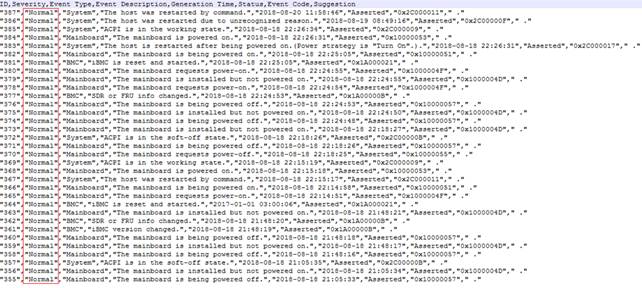 ID,Severity,Event Type,Event Description,Generation Time,Status,Event Code,Suggestion
"387","Normal","System","The host was restarted by command.","2018-08-20 11:58:46","Asserted","0x2C000011"," ."
"386","Normal","System","The host was restarted due to unrecognized reason.","2018-08-19 08:49:16","Asserted","0x2C00000F"," ."
"385","Normal","System","ACPI is in the working state.","2018-08-18 22:26:34","Asserted","0x2C000009"," ."
"384","Normal","Mainboard","The mainboard is powered on.","2018-08-18 22:26:31","Asserted","0x10000053"," ."
"383","Normal","System","The host is restarted after being powered on.(Power strategy is "Turn On".).","2018-08-18 22:26:31","Asserted","0x2C000017"," ."
"382","Normal","Mainboard","The mainboard is being powered on.","2018-08-18 22:25:05","Asserted","0x10000051"," ."
"381","Normal","BMC","iBMC is reset and started.","2018-08-18 22:25:05","Asserted","0x1A000021"," ."
"380","Normal","Mainboard","The mainboard requests power-on.","2018-08-18 22:24:55","Asserted","0x1000004F"," ."
"379","Normal","Mainboard","The mainboard is installed but not powered on.","2018-08-18 22:24:55","Asserted","0x1000004D"," ."
"378","Normal","Mainboard","The mainboard requests power-on.","2018-08-18 22:24:54","Asserted","0x1000004F"," ."
"377","Normal","BMC","SDR or FRU info changed.","2018-08-18 22:24:53","Asserted","0x1A00000B"," ."
"376","Normal","Mainboard","The mainboard is being powered off.","2018-08-18 22:24:53","Asserted","0x10000057"," ."
"375","Normal","Mainboard","The mainboard is installed but not powered on.","2018-08-18 22:24:50","Asserted","0x1000004D"," ."
"374","Normal","Mainboard","The mainboard is being powered off.","2018-08-18 22:24:48","Asserted","0x10000057"," ."
"373","Normal","Mainboard","The mainboard is installed but not powered on.","2018-08-18 22:18:27","Asserted","0x1000004D"," ."
"372","Normal","System","ACPI is in the soft-off state.","2018-08-18 22:18:26","Asserted","0x2C00000B"," ."
"371","Normal","Mainboard","The mainboard is being powered off.","2018-08-18 22:18:26","Asserted","0x10000057"," ."
"370","Normal","Mainboard","The mainboard requests power-off.","2018-08-18 22:18:25","Asserted","0x10000055"," ."
"369","Normal","System","ACPI is in the working state.","2018-08-18 22:15:19","Asserted","0x2C000009"," ."
"368","Normal","Mainboard","The mainboard is powered on.","2018-08-18 22:15:18","Asserted","0x10000053"," ."
"367","Normal","System","The host was restarted by command.","2018-08-18 22:15:17","Asserted","0x2C000011"," ."
"366","Normal","Mainboard","The mainboard is being powered on.","2018-08-18 22:14:58","Asserted","0x10000051"," ."
"365","Normal","Mainboard","The mainboard requests power-on.","2018-08-18 22:14:51","Asserted","0x1000004F"," ."
"364","Normal","BMC","iBMC is reset and started.","2017-01-01 03:00:06","Asserted","0x1A000021"," ."
"363","Normal","Mainboard","The mainboard is installed but not powered on.","2018-08-18 21:48:21","Asserted","0x1000004D"," ."
"362","Normal","BMC","SDR or FRU info changed.","2018-08-18 21:48:20","Asserted","0x1A00000B"," ."
"361","Normal","BMC","iBMC version changed.","2018-08-18 21:48:19","Asserted","0x1A00000B"," ."
"360","Normal","Mainboard","The mainboard is being powered off.","2018-08-18 21:48:18","Asserted","0x10000057"," ."
"359","Normal","Mainboard","The mainboard is installed but not powered on.","2018-08-18 21:48:17","Asserted","0x1000004D"," ."
"358","Normal","Mainboard","The mainboard is being powered off.","2018-08-18 21:48:16","Asserted","0x10000057"," ."
"357","Normal","System","ACPI is in the soft-off state.","2018-08-18 21:05:35","Asserted","0x2C00000B"," ."
"356","Normal","Mainboard","The mainboard is installed but not powered on.","2018-08-18 21:05:34","Asserted","0x1000004D"," ."
"355","Normal","Mainboard","The mainboard is being powered off.","2018-08-18 21:05:33","Asserted","0x10000057"," ."